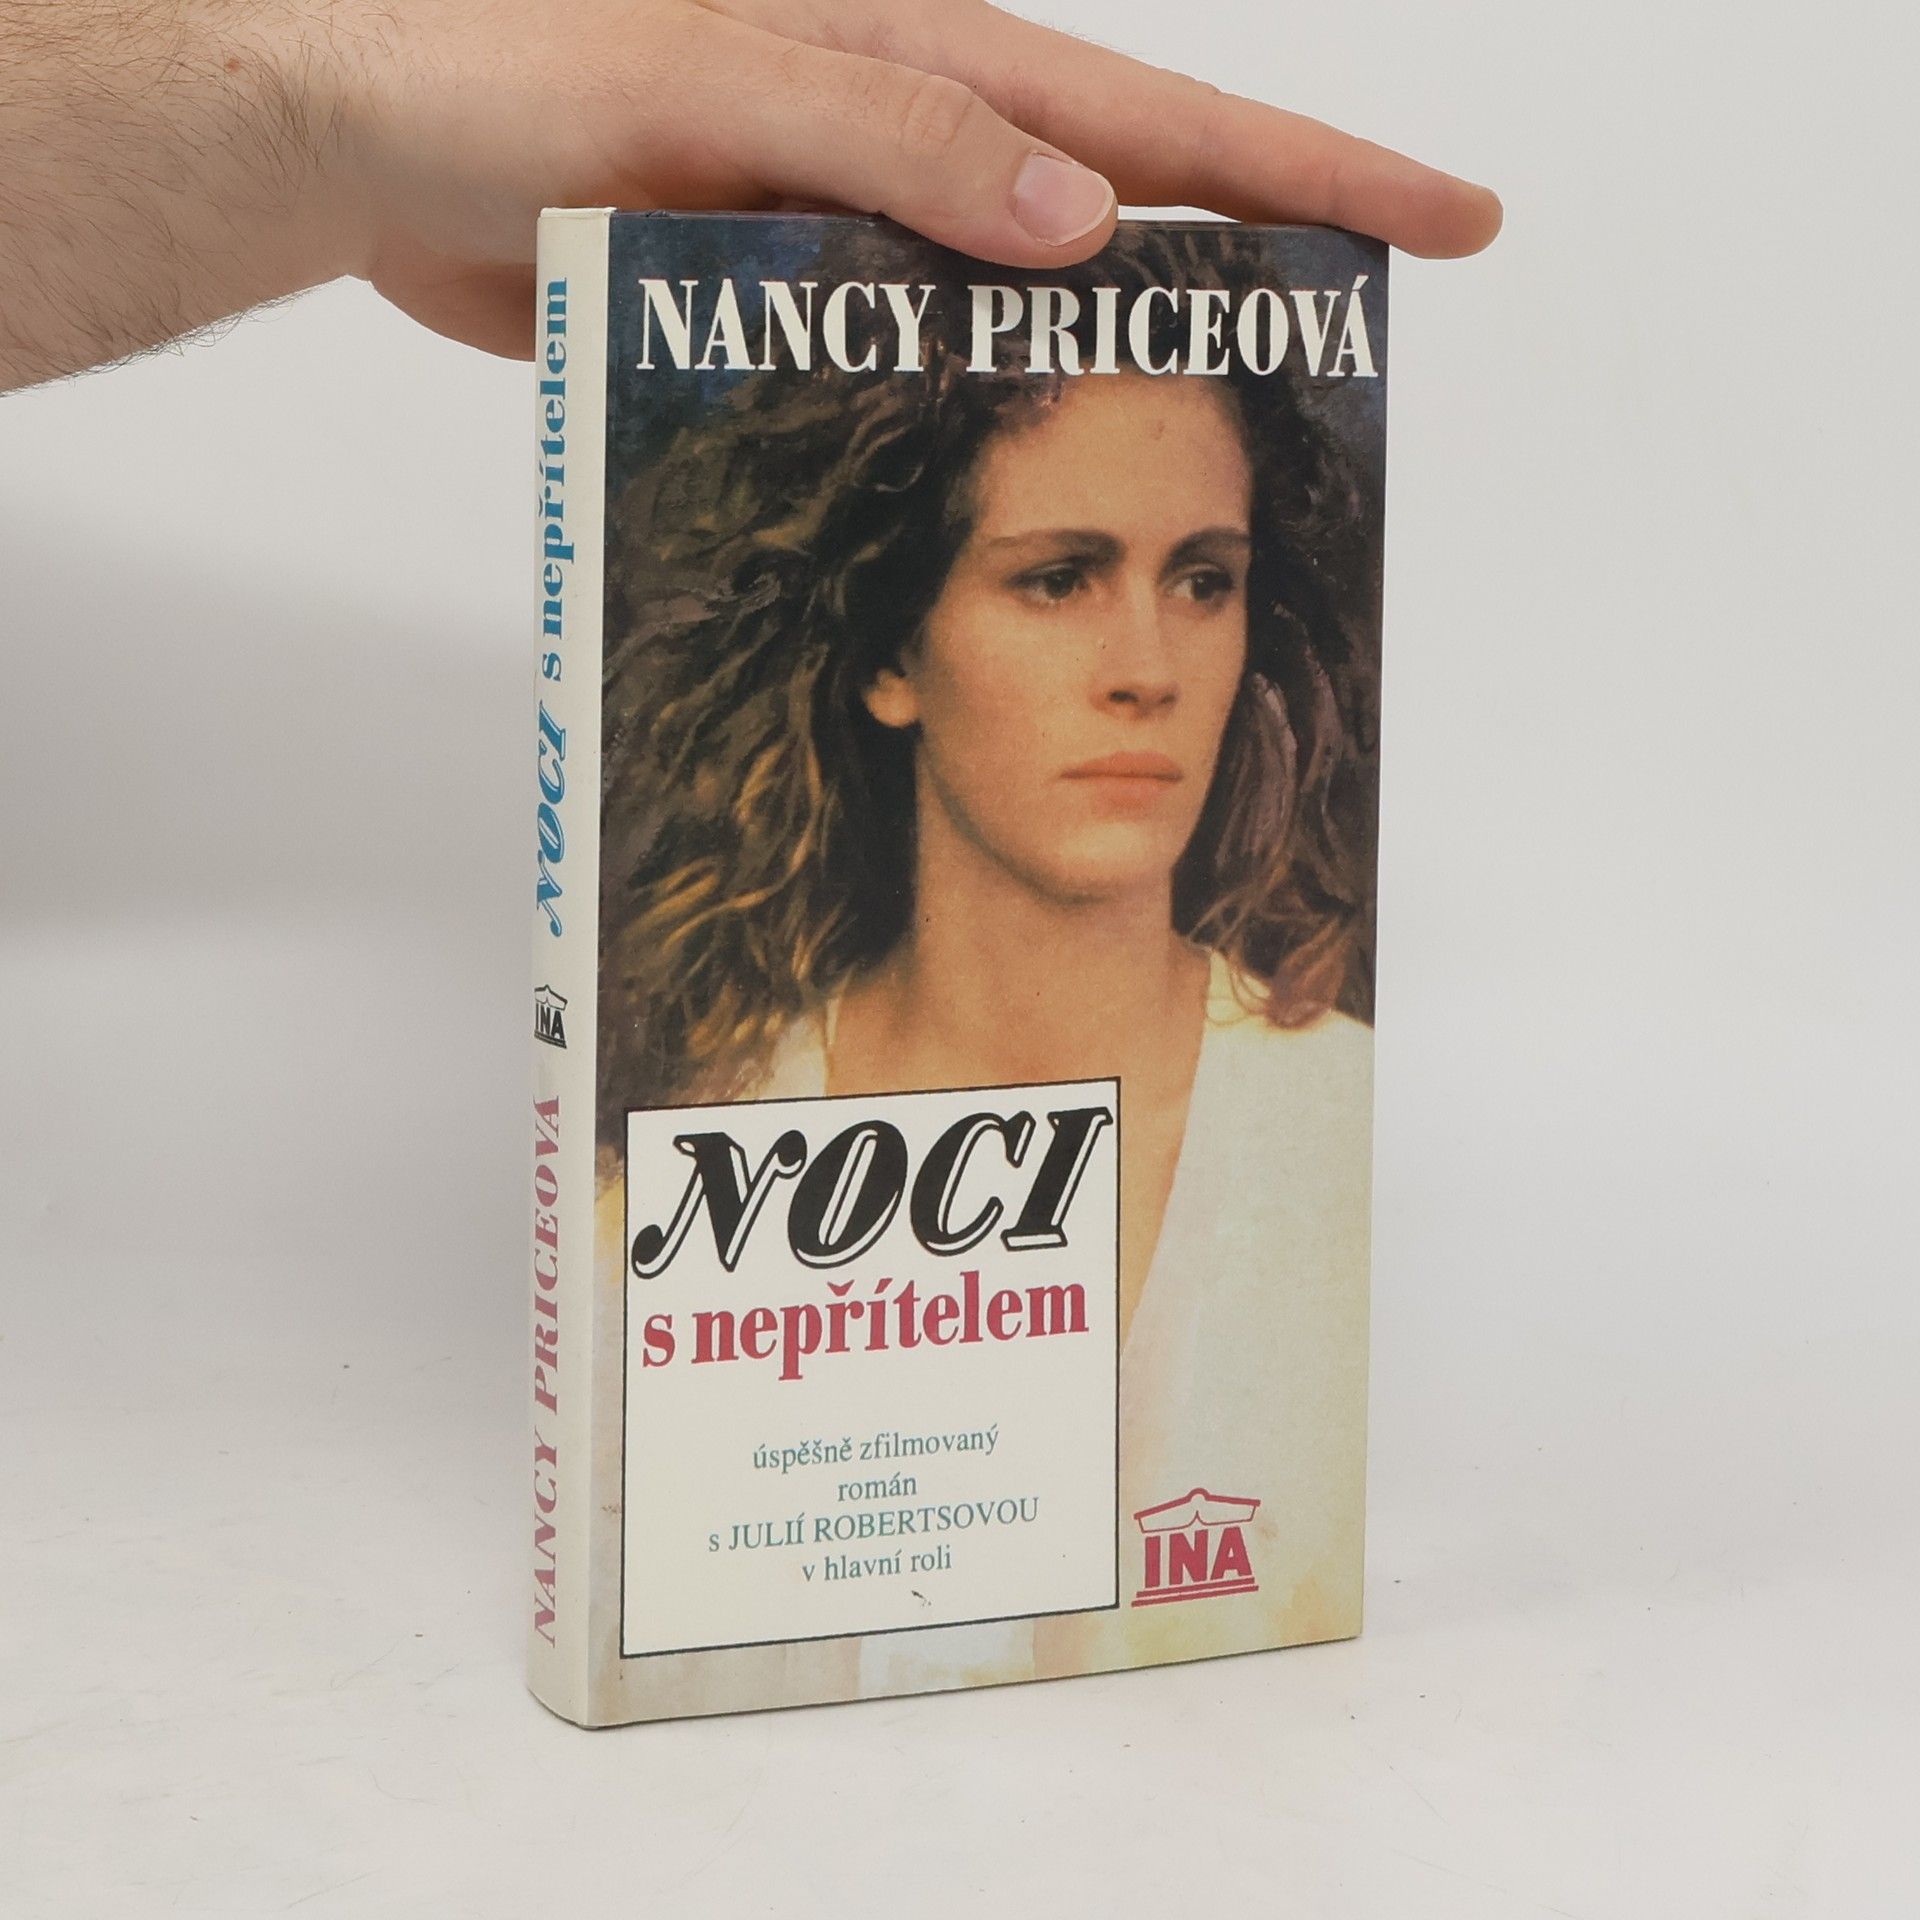 NANCY PRICEOVÁ
NOCI
s nepřítelem
úspěšně zfilmovaný
román
s JULIÍ ROBERTSOVOU
v hlavní roli
INA
NANCY PRICEOVÁ INA NOCI s nepřítelem